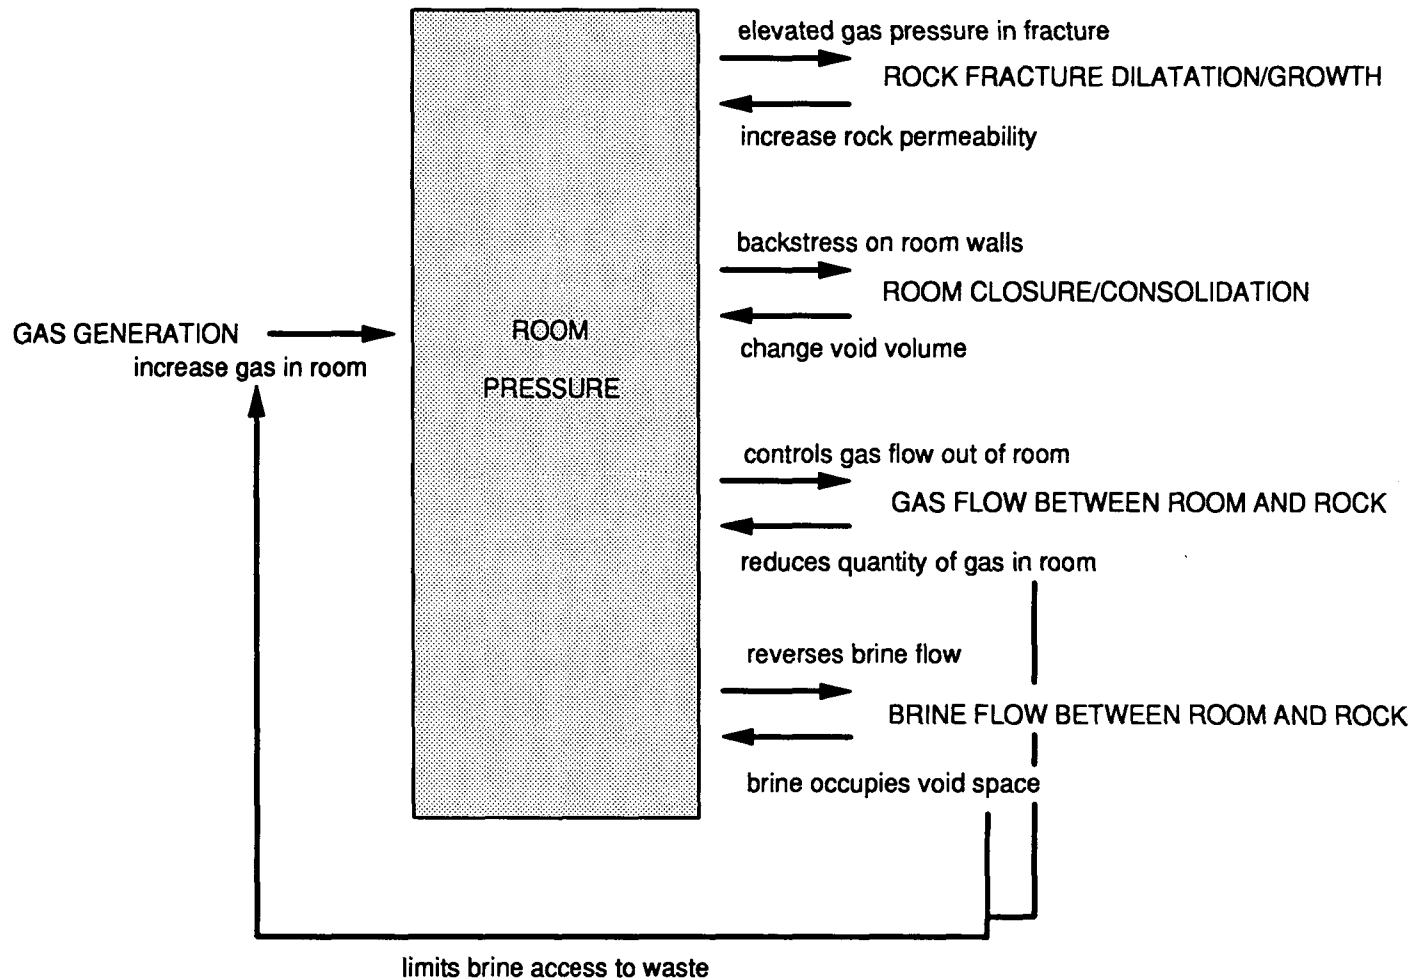 elevated gas pressure in fracture
ROCK FRACTURE DILATATION/GROWTH
increase rock permeability
backstress on room walls
ROOM CLOSURE/CONSOLIDATION
change void volume
GAS GENERATION
increase gas in room
ROOM
PRESSURE
controls gas flow out of room
GAS FLOW BETWEEN ROOM AND ROCK
reduces quantity of gas in room
reverses brine flow
BRINE FLOW BETWEEN ROOM AND ROCK
brine occupies void space
limits brine access to waste